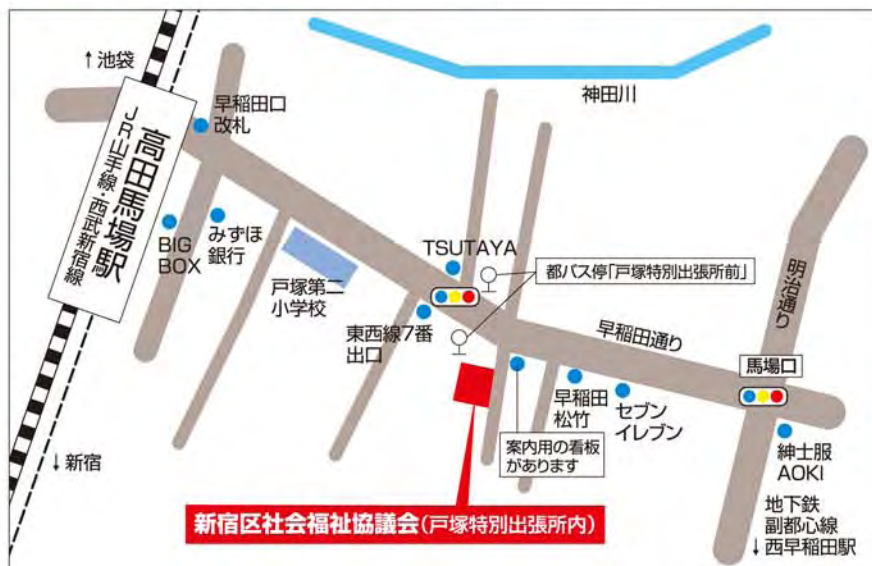 ↑池袋
高田馬場駅
JR山手線・西武新宿線
早稲田口
改札
BIG
BOX
みずほ
銀行
戸塚第二
小学校
神田川
TSUTAYA
都バス停「戸塚特別出張所前」
東西線7番
出口
早稲田通り
明治通り
馬場口
早稲田
松竹
セブン
イレブン
案内用の看板
があります
紳士服
AOKI
地下鉄
副都心線
↓西早稲田駅
↓新宿
新宿区社会福祉協議会(戸塚特別出張所内)